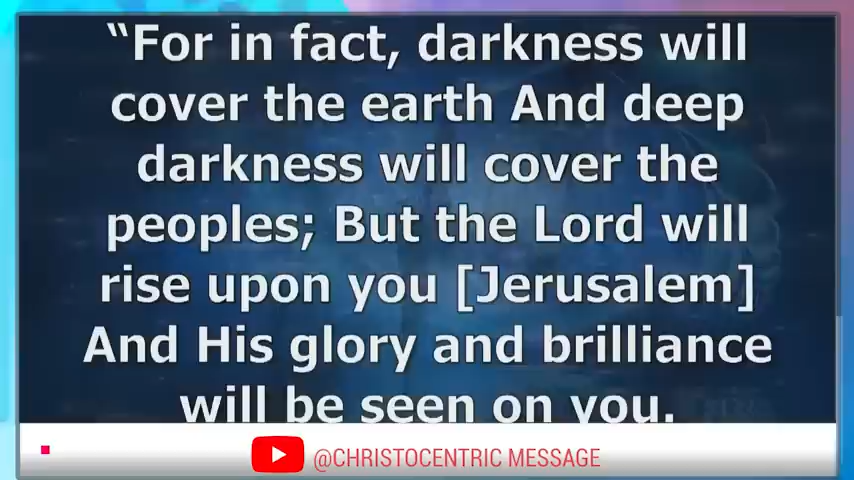 “For in fact, darkness will
cover the earth And deep
darkness will cover the
peoples; But the Lord will
rise upon you [Jerusalem]
And His glory and brilliance
will be seen on you.
@CHRISTOCENTRIC MESSAGE